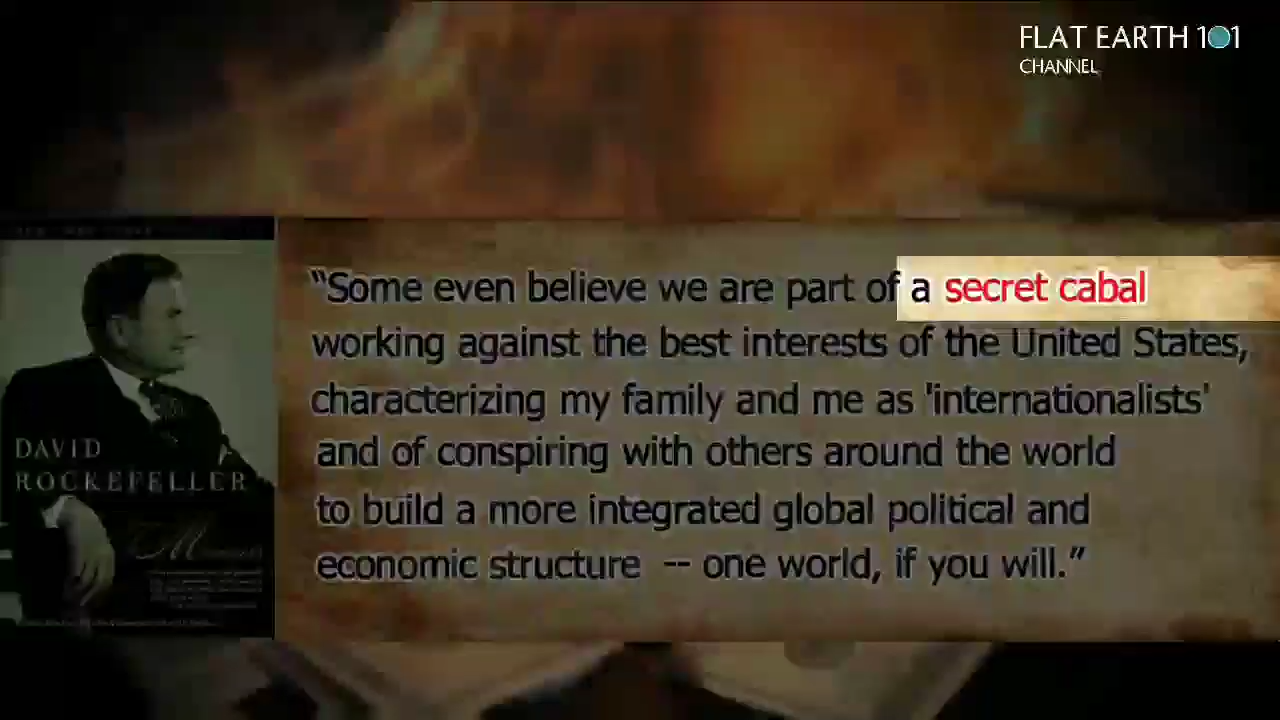 FLAT EARTH 101
CHANNEL
“Some even believe we are part of a secret cabal
working against the best interests of the United States,
characterizing my family and me as 'internationalists'
and of conspiring with others around the world
to build a more integrated global political and
economic structure -- one world, if you will.”
DAVID
ROCKEFELLER
Memoirs